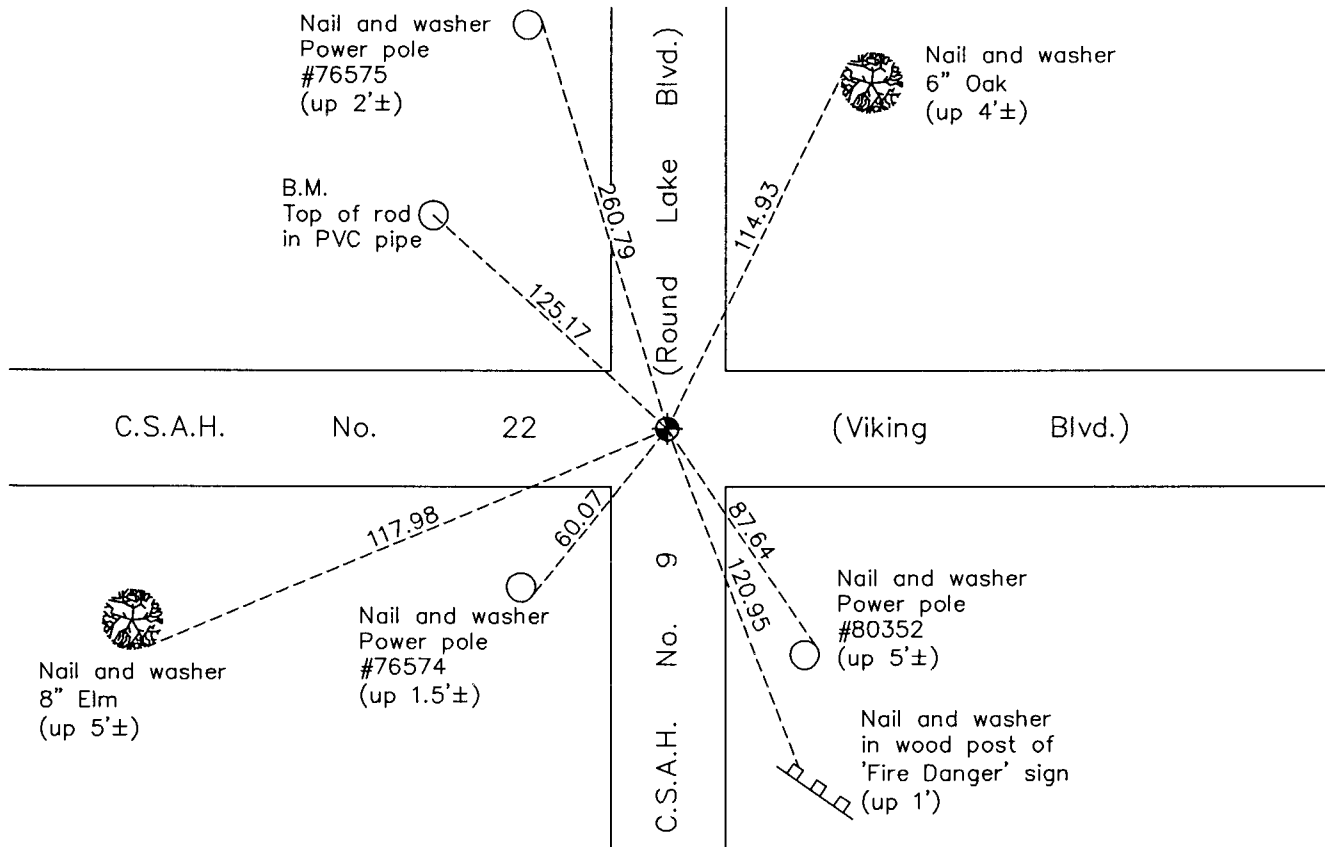 Nail and washer
Power pole
#76575
(up 2'±)
Nail and washer
6" Oak
(up 4'±)
B.M.
Top of rod
in PVC pipe
260.79
114.93
125.17
(Round Lake Blvd.)
C.S.A.H. No. 22 (Viking Blvd.)
117.98
60.07
87.64
120.95
C.S.A.H. No. 9
Nail and washer
8" Elm
(up 5'±)
Nail and washer
Power pole
#76574
(up 1.5'±)
Nail and washer
Power pole
#80352
(up 5'±)
Nail and washer
in wood post of
'Fire Danger' sign
(up 1')